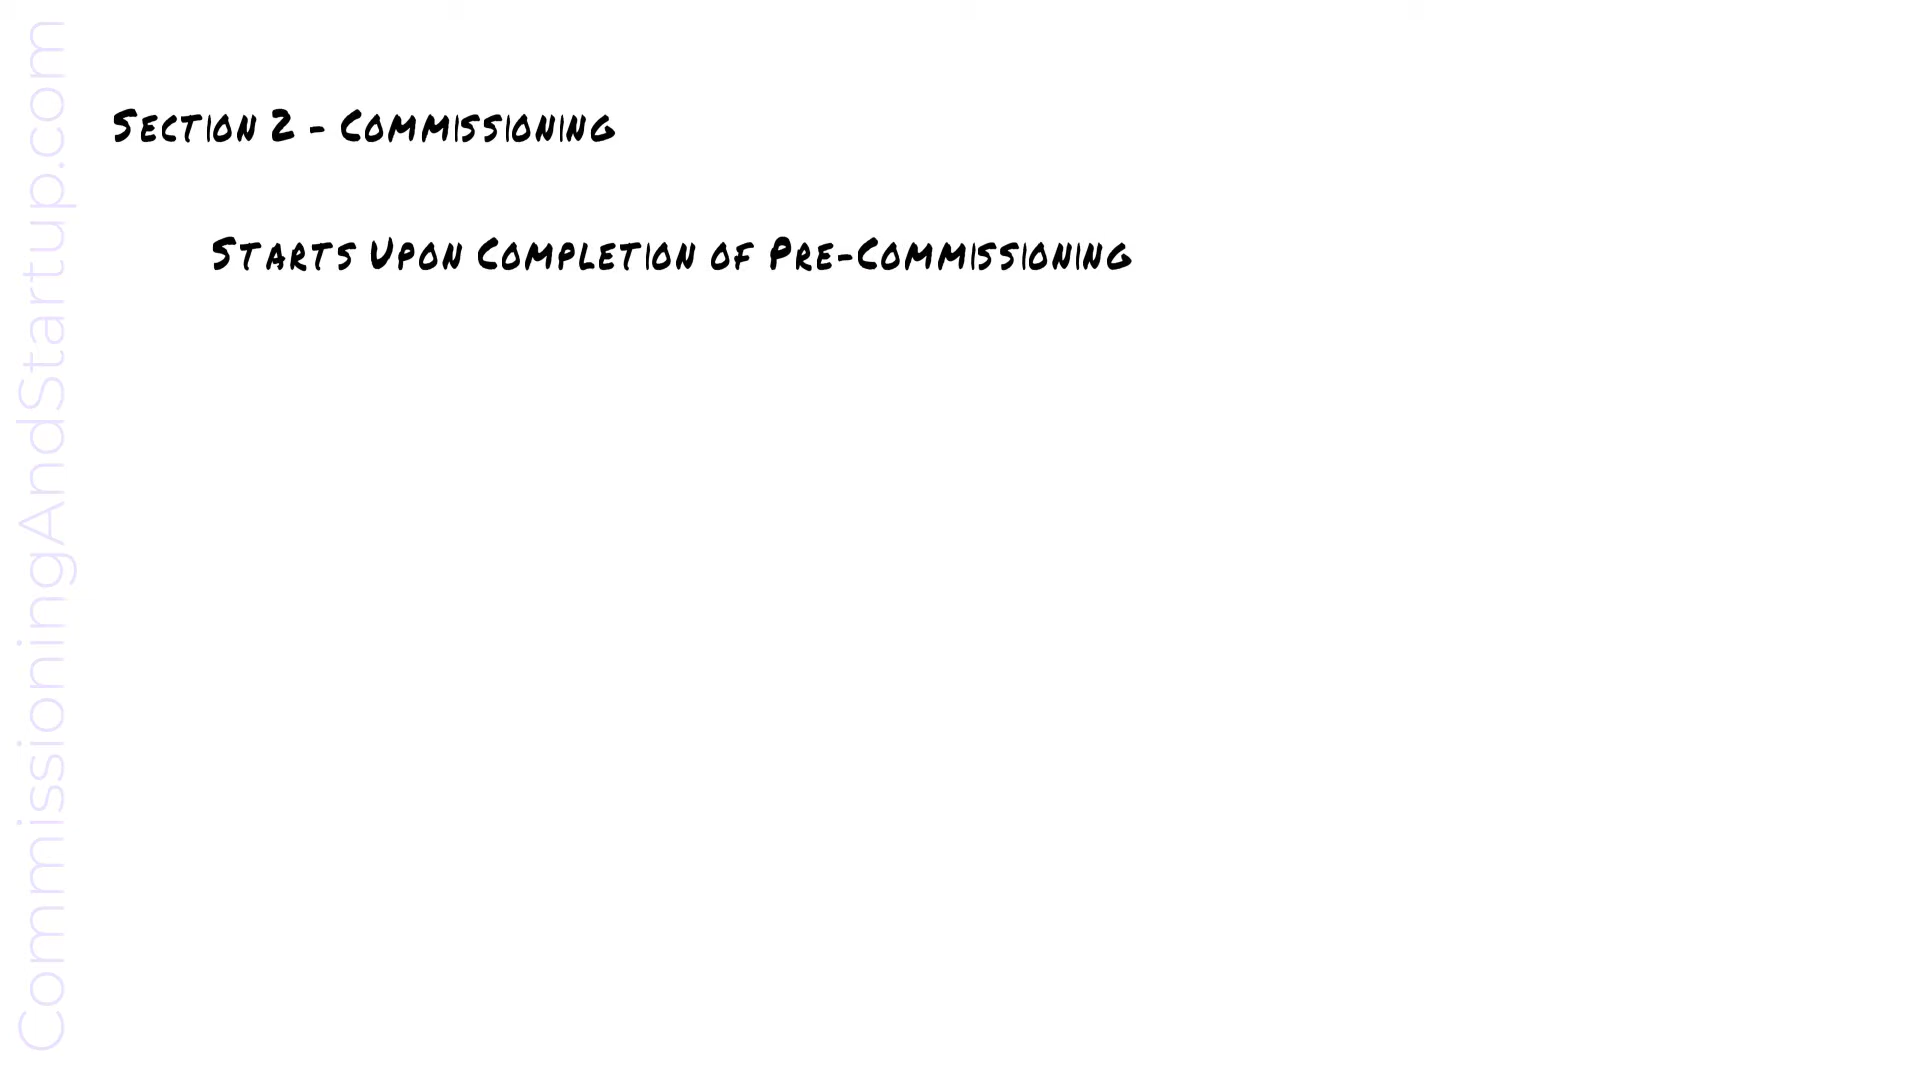 Section 2 - Commissioning
Starts Upon Completion of Pre-Commissioning
CommissioningAndStartup.com